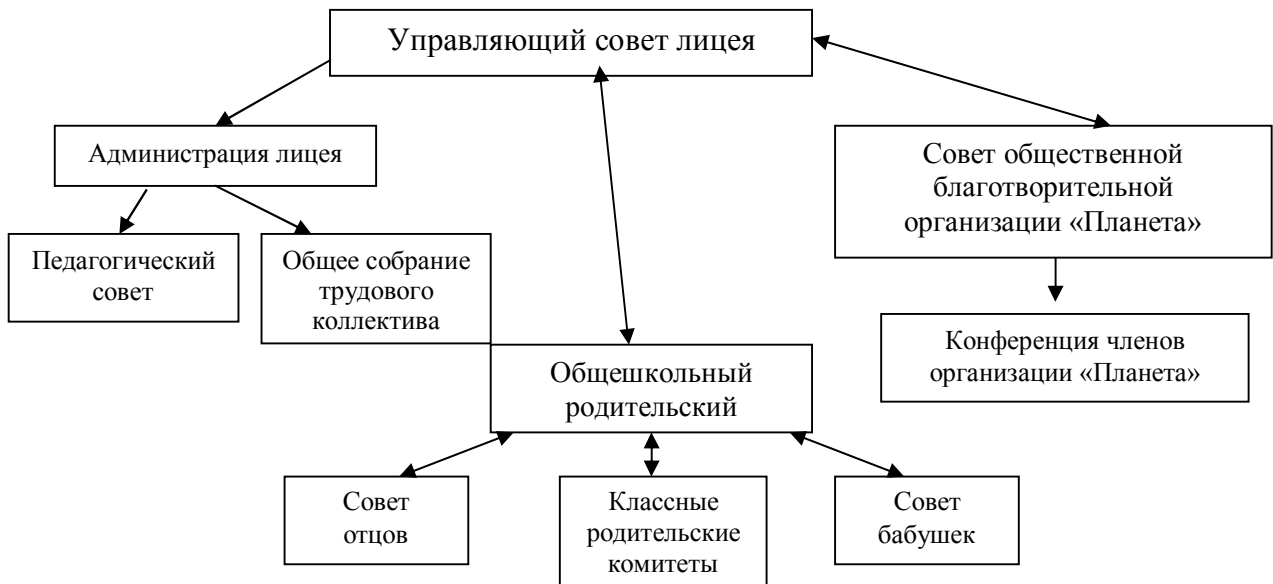 Управляющий совет лицея
Администрация лицея
Совет общественной
благотворительной
организации «Планета»
Педагогический
совет
Общее собрание
трудового
коллектива
Конференция членов
организации «Планета»
Общешкольный
родительский
Совет
отцов
Классные
родительские
комитеты
Совет
бабушек